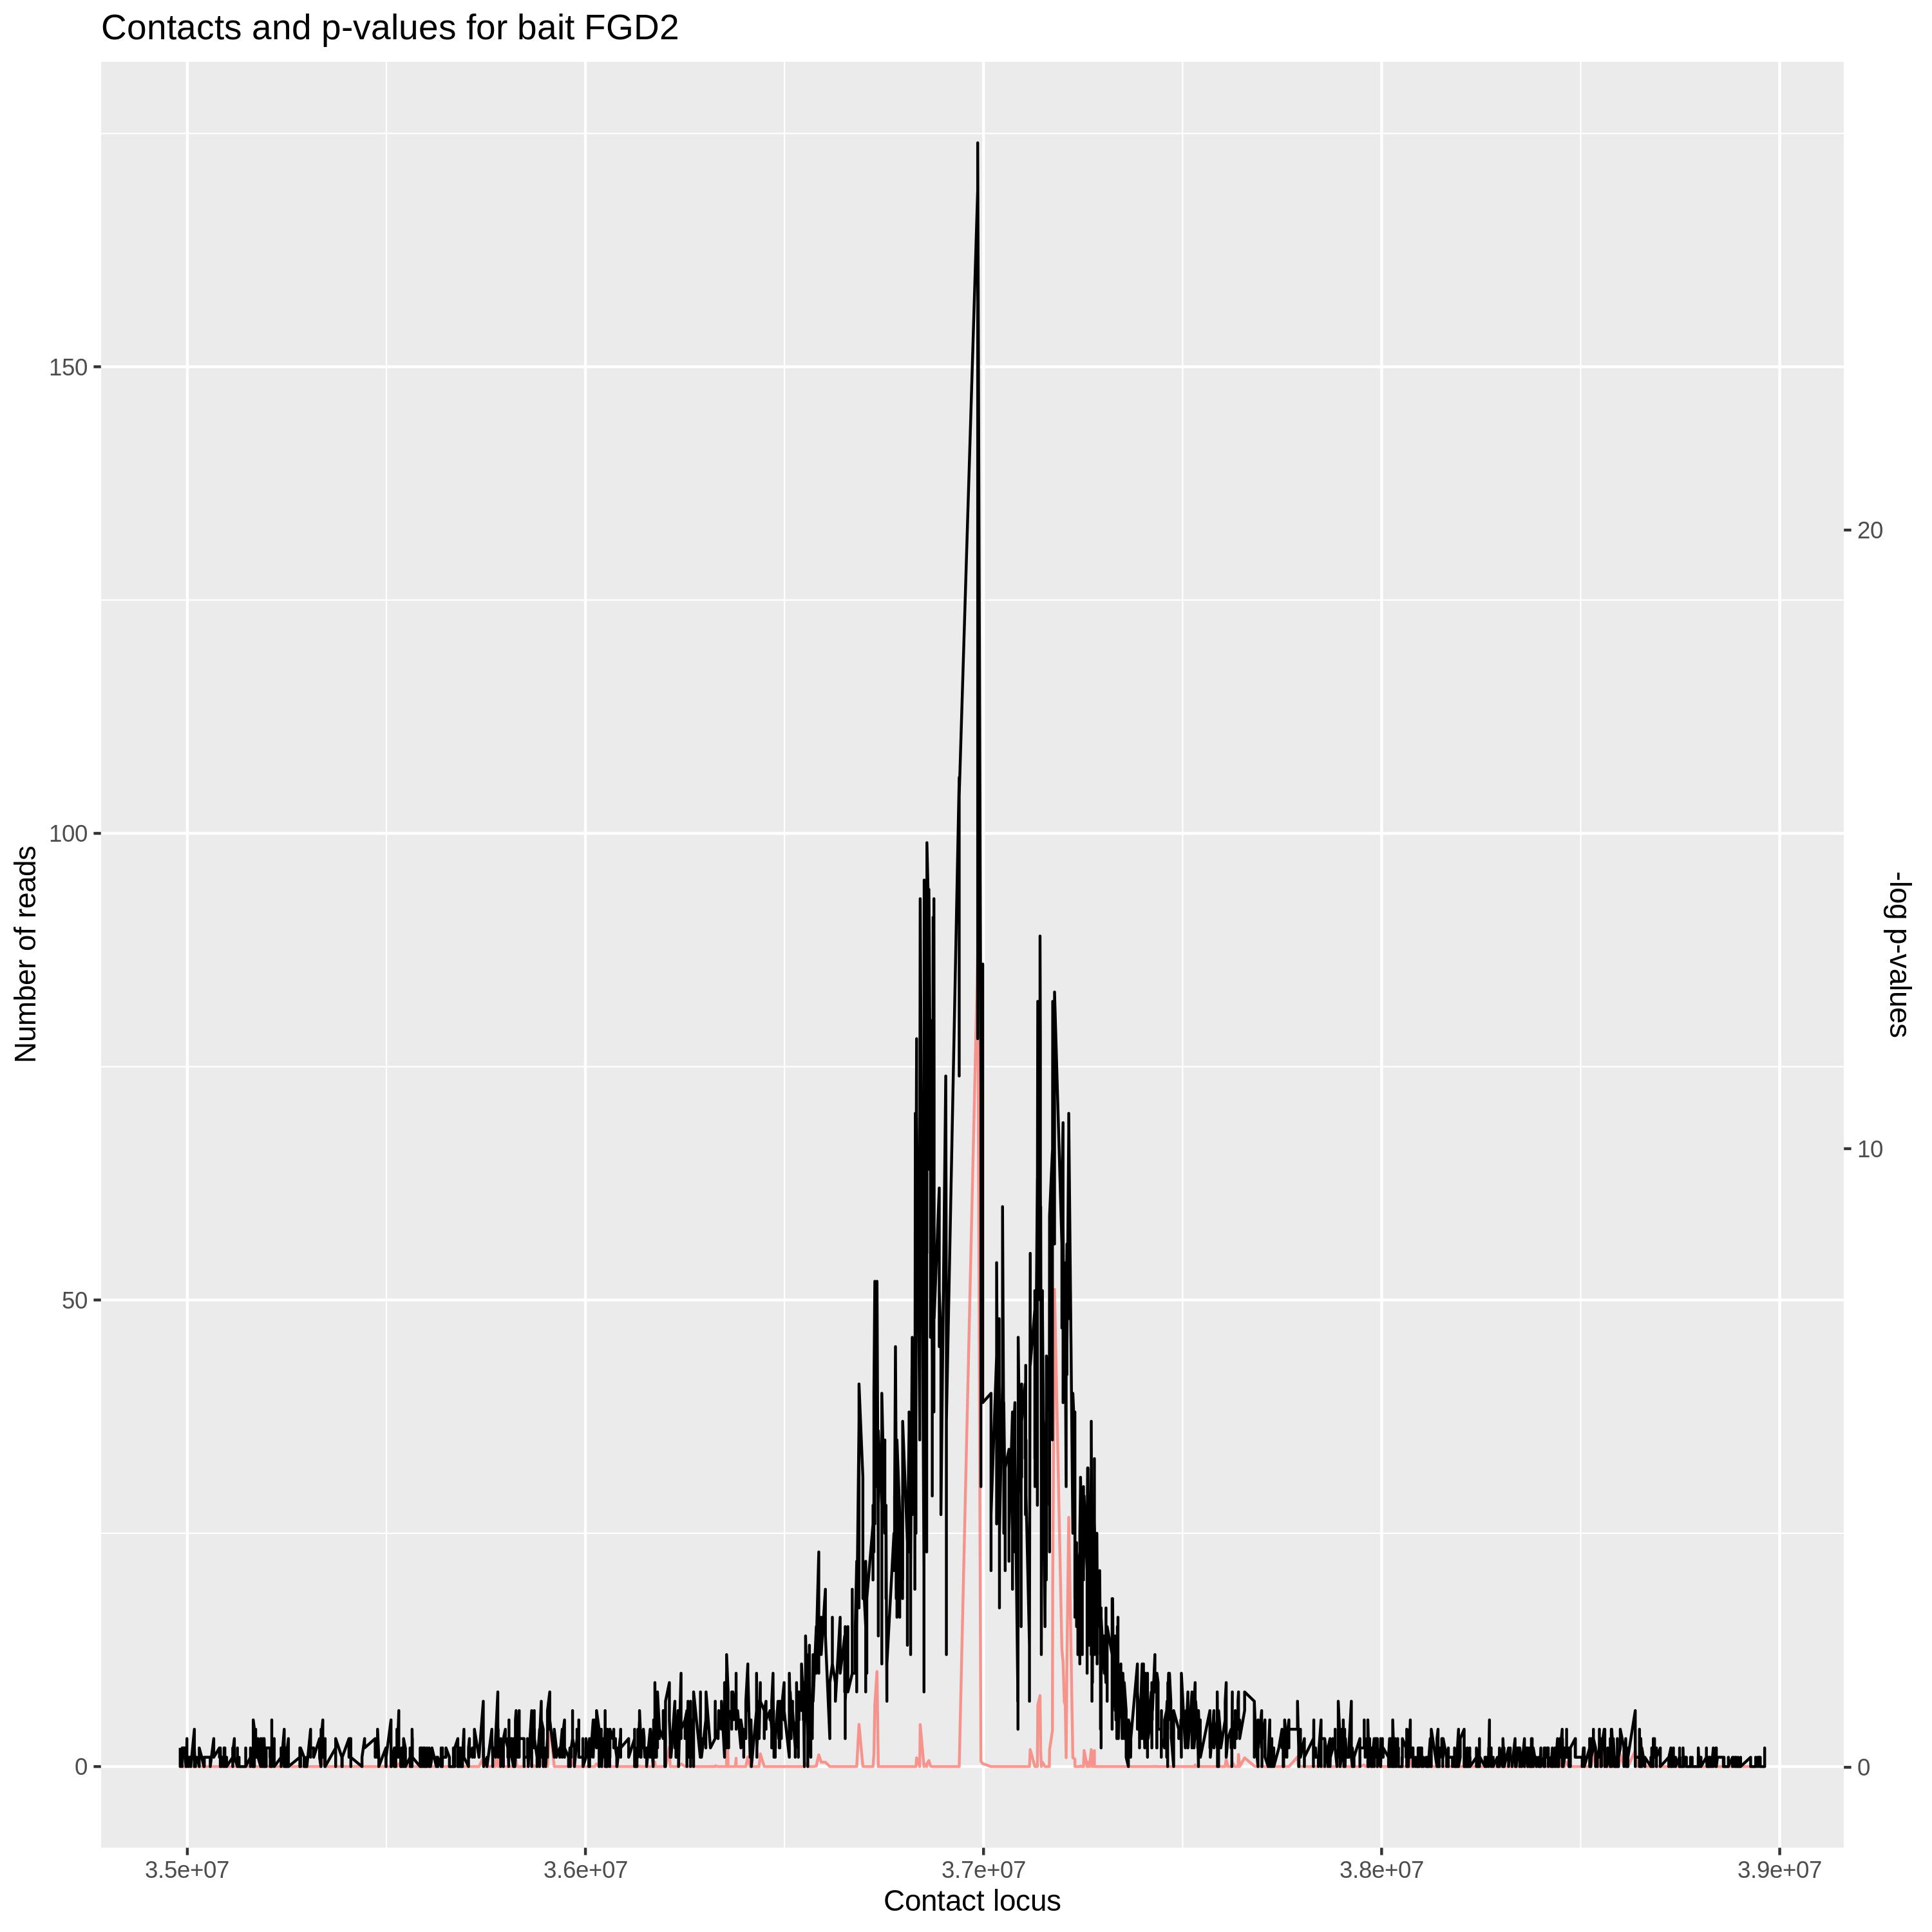 Contacts and p-values for bait FGD2
150
100
50
0
Number of reads
20
10
0
-log p-values
3.5e+07
3.6e+07
3.7e+07
3.8e+07
3.9e+07
Contact locus